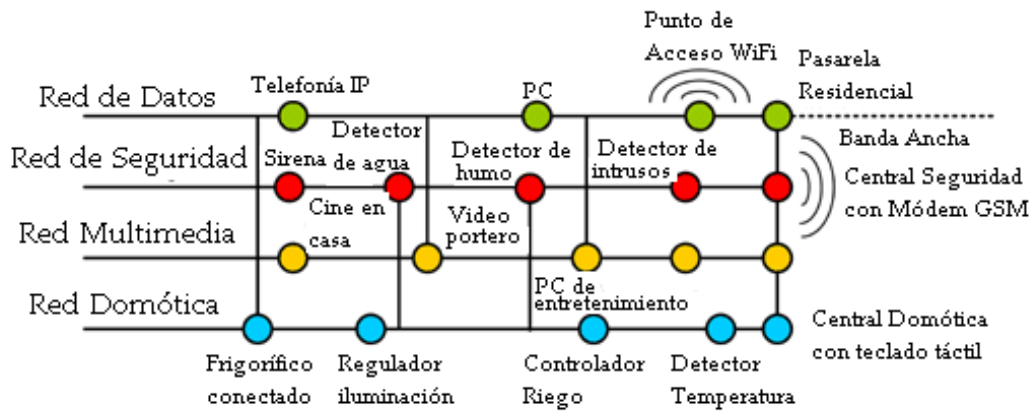 Punto de
Acceso WiFi
Pasarela
Residencial
Telefonía IP
PC
Red de Datos
Banda Ancha
Detector
de agua
Red de Seguridad
Sirena
Detector de
humo
Detector de
intrusos
Central Seguridad
con Módem GSM
Cine en
casa
Red Multimedia
Video
portero
PC de
entretenimiento
Red Domótica
Central Domótica
con teclado táctil
Frigorífico
conectado
Regulador
iluminación
Controlador
Riego
Detector
Temperatura